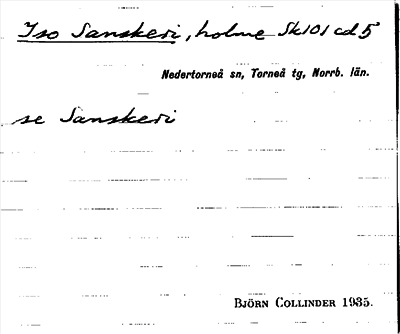 Iso Sanskeri, holme Sk101 cd5
Nedertorneå sn, Torneå tg, Norrb. län.
se Sanskeri
BJÖRN COLLINDER 1935.